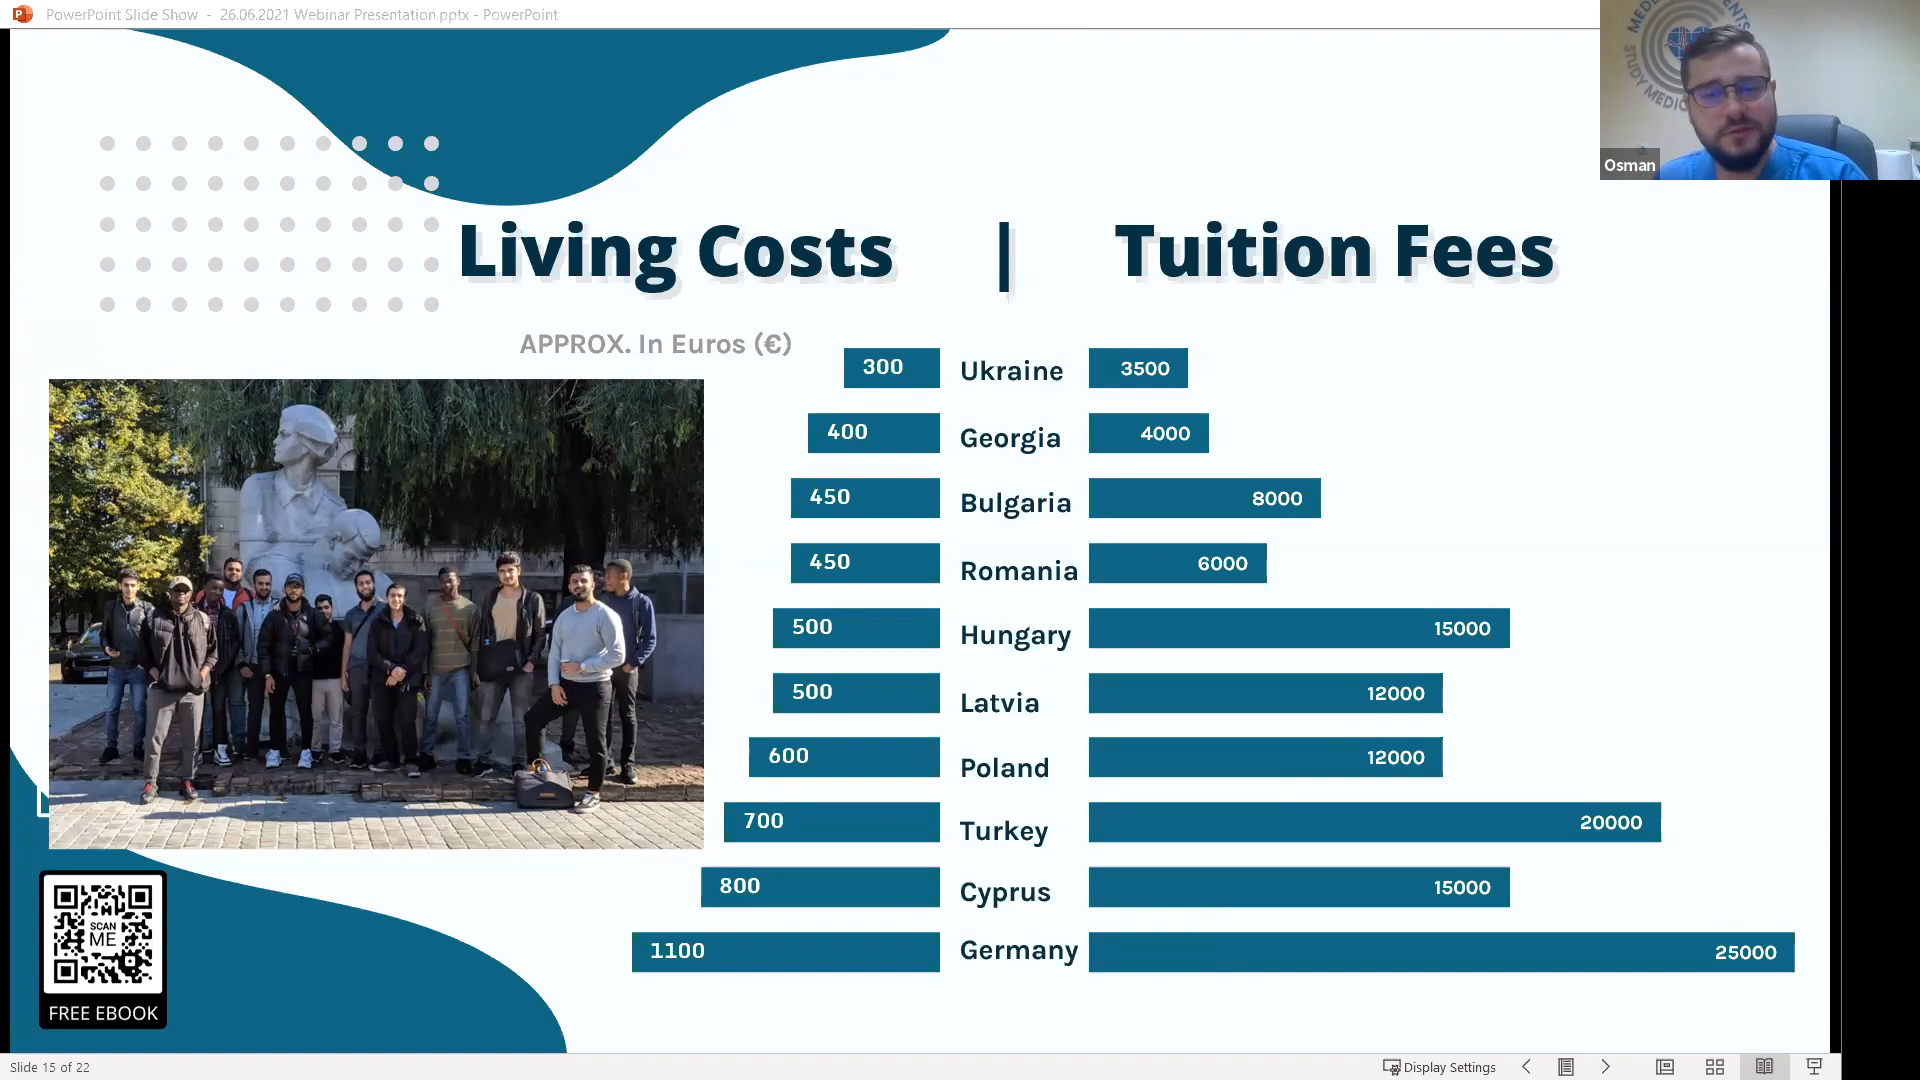 PowerPoint Slide Show - 26.06.2021 Webinar Presentation.pptx - PowerPoint
STUDY MEDIC
Osman
Living Costs | Tuition Fees
APPROX. In Euros (€)
300 Ukraine 3500
400 Georgia 4000
450 Bulgaria 8000
450 Romania 6000
500 Hungary 15000
500 Latvia 12000
600 Poland 12000
700 Turkey 20000
800 Cyprus 15000
1100 Germany 25000
SCAN
ME
FREE EBOOK
Slide 15 of 22
Display Settings